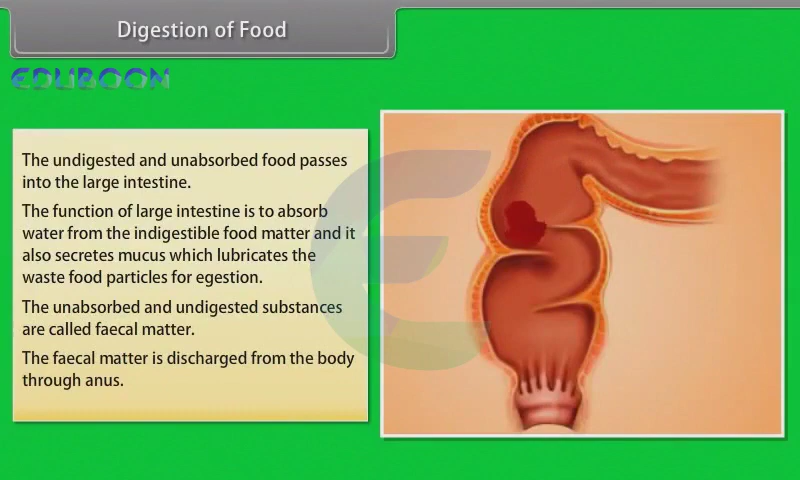 Digestion of Food
EDUBOON
The undigested and unabsorbed food passes
into the large intestine.
The function of large intestine is to absorb
water from the indigestible food matter and it
also secretes mucus which lubricates the
waste food particles for egestion.
The unabsorbed and undigested substances
are called faecal matter.
The faecal matter is discharged from the body
through anus.